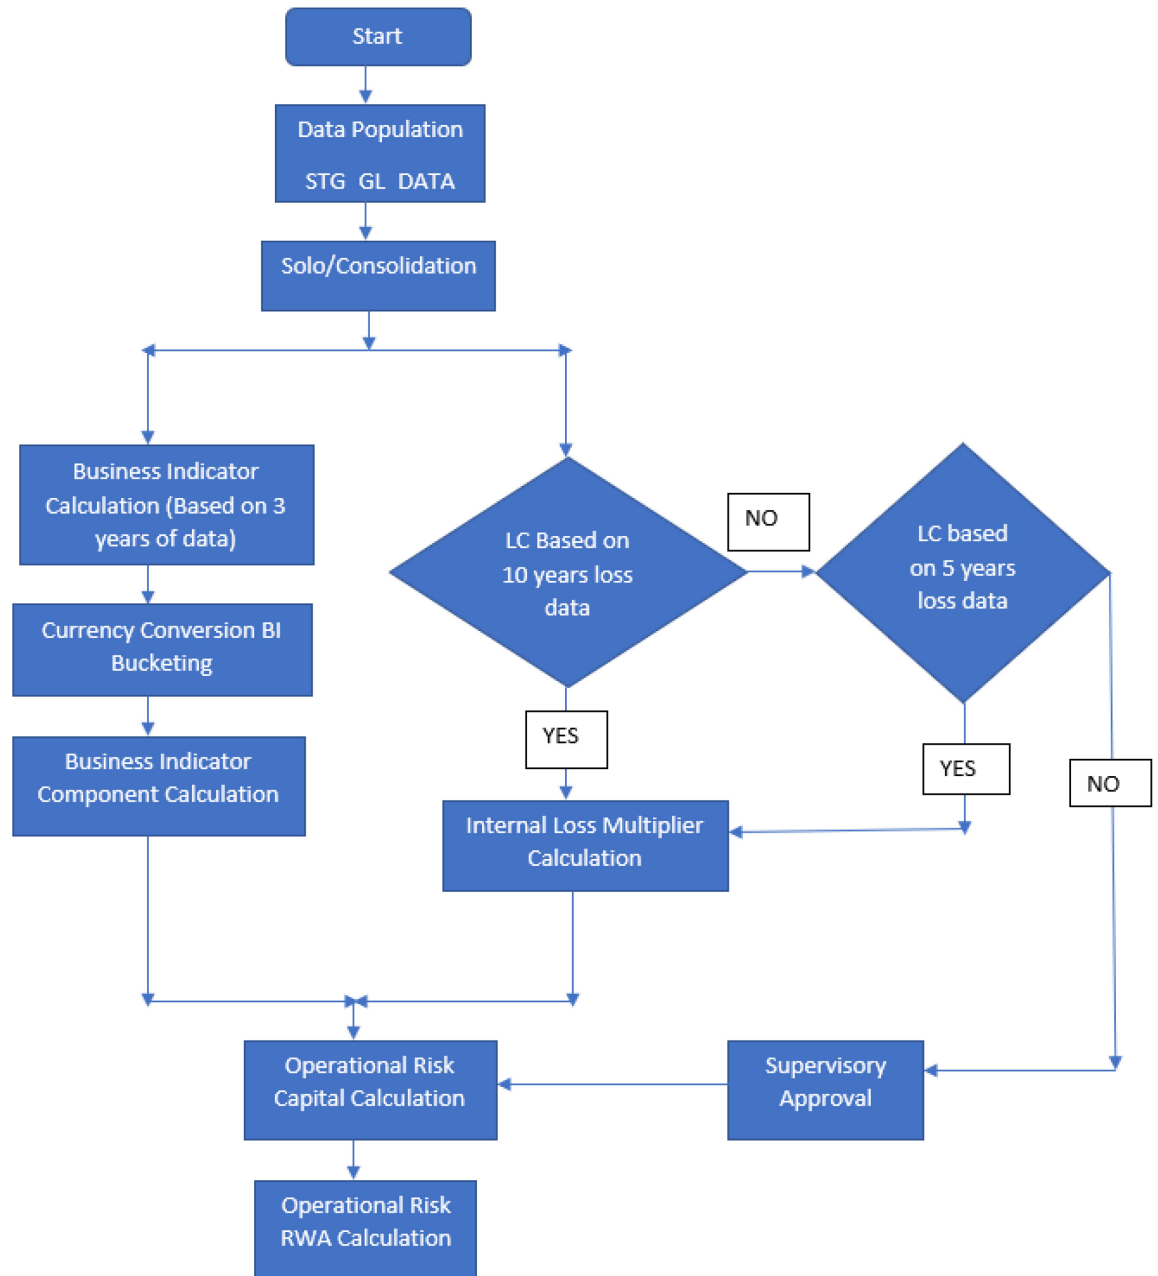 Start
Data Population
STG GL DATA
Solo/Consolidation
Business Indicator
Calculation (Based on 3
years of data)
Currency Conversion BI
Bucketing
Business Indicator
Component Calculation
LC Based on
10 years loss
data
NO
LC based
on 5 years
loss data
YES
YES
NO
Internal Loss Multiplier
Calculation
Operational Risk
Capital Calculation
Supervisory
Approval
Operational Risk
RWA Calculation